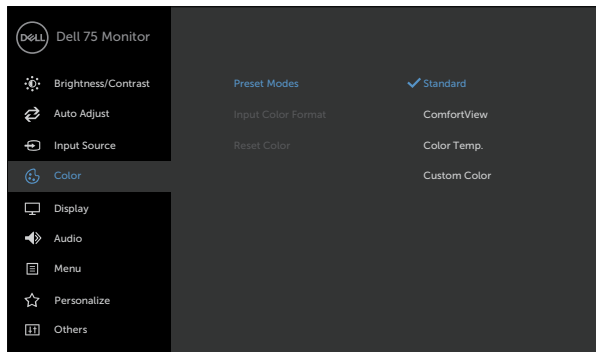 DELL Dell 75 Monitor
Brightness/Contrast
Auto Adjust
Input Source
Color
Display
Audio
Menu
Personalize
Others
Preset Modes
Input Color Format
Reset Color
Standard
ComfortView
Color Temp.
Custom Color